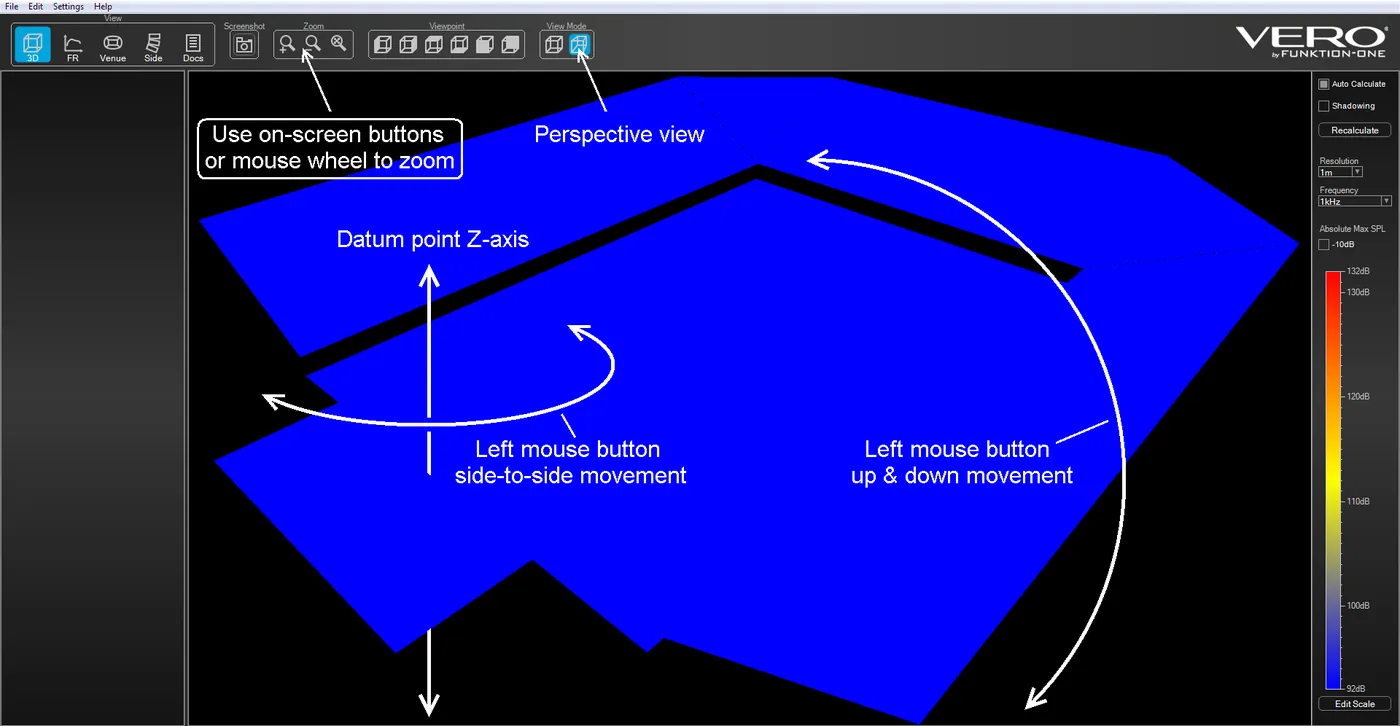 File Edit Settings Help
View
Screenshot
Zoom
Viewpoint
View Mode
3D
FR
Venue
Side
Docs
VERO
by FUNKTION-ONE
Use on-screen buttons
or mouse wheel to zoom
Perspective view
Datum point Z-axis
Left mouse button
side-to-side movement
Left mouse button
up & down movement
Auto Calculate
Shadowing
Recalculate
Resolution
1m
Frequency
1kHz
Absolute Max SPL
-10dB
132dB
130dB
120dB
110dB
100dB
92dB
Edit Scale